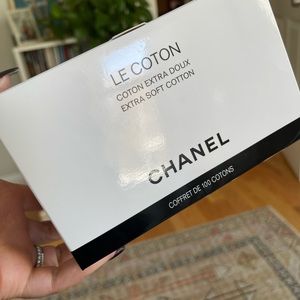 LE COTON
COTON EXTRA DOUX
EXTRA SOFT COTTON
CHANEL
COFFRET DE 100 COTONS